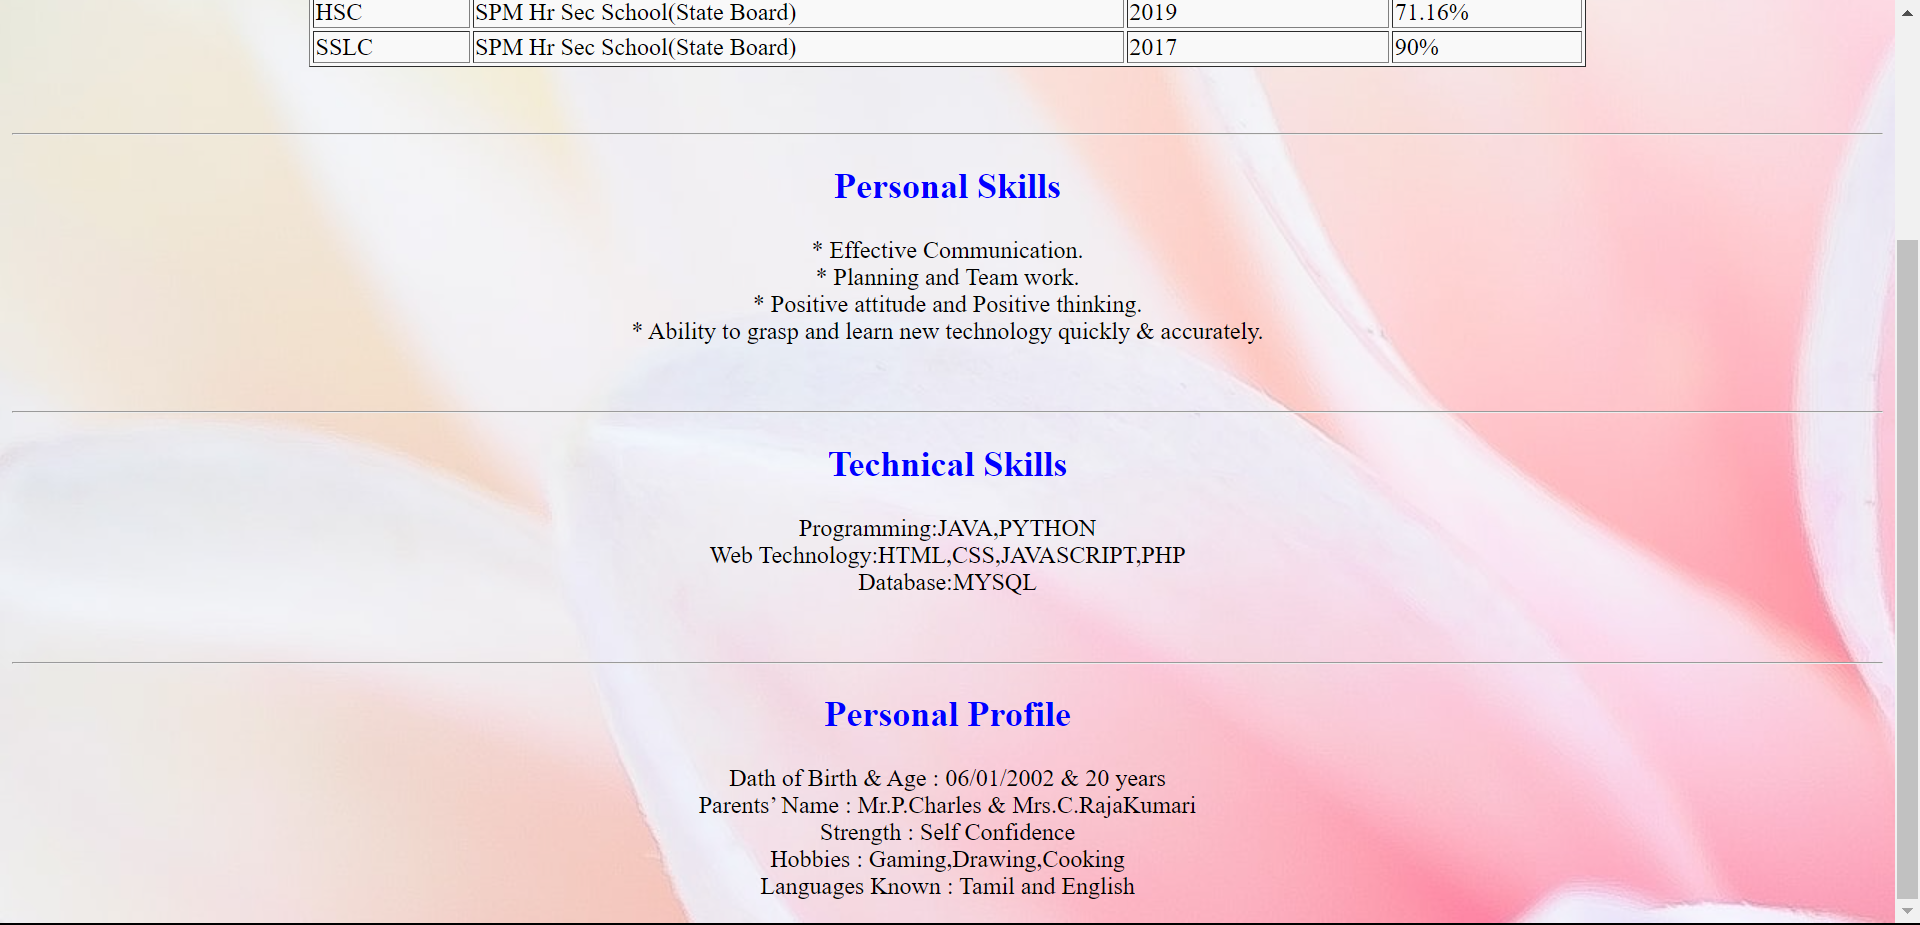 HSC SPM Hr Sec School(State Board) 2019 71.16%
SSLC SPM Hr Sec School(State Board) 2017 90%
Personal Skills
* Effective Communication.
* Planning and Team work.
* Positive attitude and Positive thinking.
* Ability to grasp and learn new technology quickly & accurately.
Technical Skills
Programming:JAVA,PYTHON
Web Technology:HTML,CSS,JAVASCRIPT,PHP
Database:MYSQL
Personal Profile
Dath of Birth & Age : 06/01/2002 & 20 years
Parents’ Name : Mr.P.Charles & Mrs.C.RajaKumari
Strength : Self Confidence
Hobbies : Gaming,Drawing,Cooking
Languages Known : Tamil and English